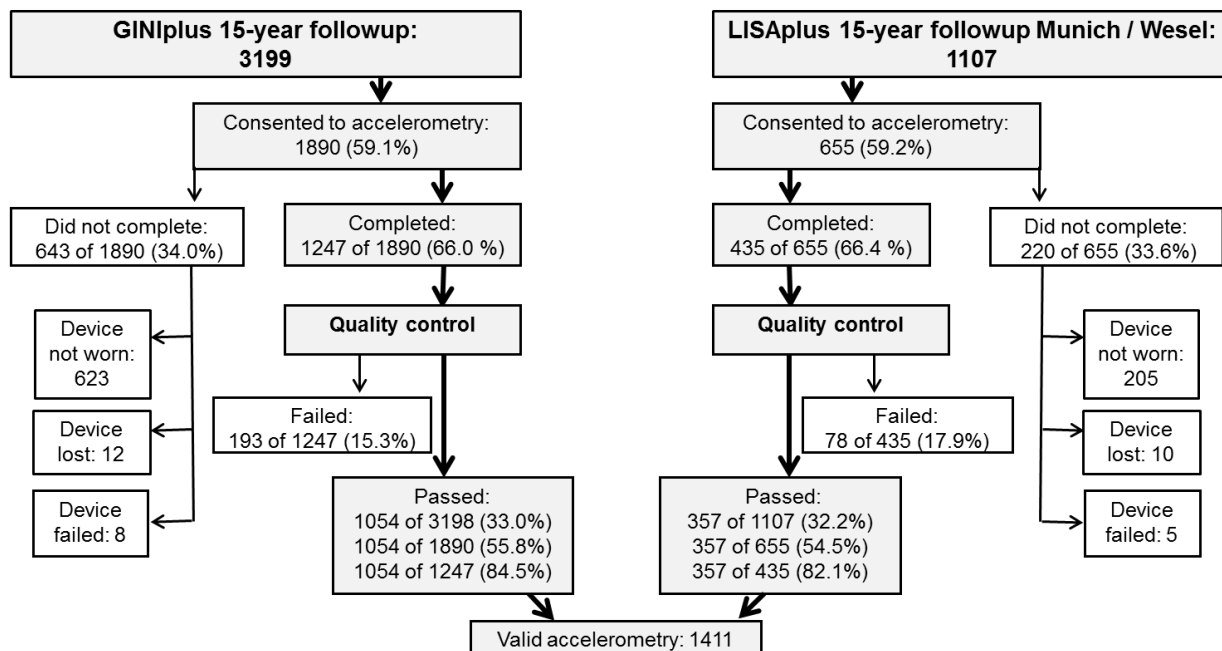 GINIplus 15-year followup:
3199
Consented to accelerometry:
1890 (59.1%)
Did not complete:
643 of 1890 (34.0%)
Completed:
1247 of 1890 (66.0 %)
Device
not worn:
623
Device
lost: 12
Device
failed: 8
Quality control
Failed:
193 of 1247 (15.3%)
Passed:
1054 of 3198 (33.0%)
1054 of 1890 (55.8%)
1054 of 1247 (84.5%)
LISAplus 15-year followup Munich / Wesel:
1107
Consented to accelerometry:
655 (59.2%)
Completed:
435 of 655 (66.4 %)
Did not complete:
220 of 655 (33.6%)
Quality control
Failed:
78 of 435 (17.9%)
Device
not worn:
205
Device
lost: 10
Device
failed: 5
Passed:
357 of 1107 (32.2%)
357 of 655 (54.5%)
357 of 435 (82.1%)
Valid accelerometry: 1411